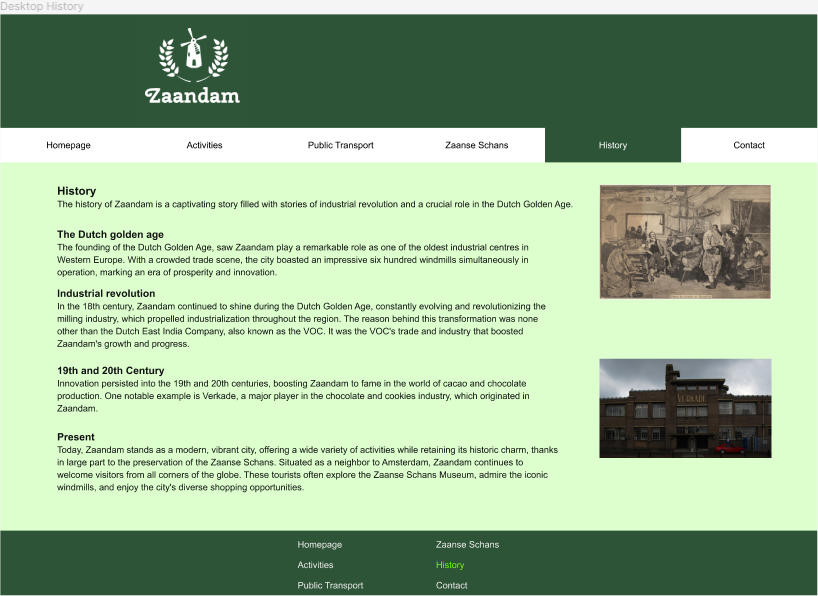 Desktop History
Zaandam
Homepage
Activities
Public Transport
Zaanse Schans
History
Contact
History
The history of Zaandam is a captivating story filled with stories of industrial revolution and a crucial role in the Dutch Golden Age.
The Dutch golden age
The founding of the Dutch Golden Age, saw Zaandam play a remarkable role as one of the oldest industrial centres in
Western Europe. With a crowded trade scene, the city boasted an impressive six hundred windmills simultaneously in
operation, marking an era of prosperity and innovation.
Industrial revolution
In the 18th century, Zaandam continued to shine during the Dutch Golden Age, constantly evolving and revolutionizing the
milling industry, which propelled industrialization throughout the region. The reason behind this transformation was none
other than the Dutch East India Company, also known as the VOC. It was the VOC's trade and industry that boosted
Zaandam's growth and progress.
19th and 20th Century
Innovation persisted into the 19th and 20th centuries, boosting Zaandam to fame in the world of cacao and chocolate
production. One notable example is Verkade, a major player in the chocolate and cookies industry, which originated in
Zaandam.
VERKADE
Present
Today, Zaandam stands as a modern, vibrant city, offering a wide variety of activities while retaining its historic charm, thanks
in large part to the preservation of the Zaanse Schans. Situated as a neighbor to Amsterdam, Zaandam continues to
welcome visitors from all corners of the globe. These tourists often explore the Zaanse Schans Museum, admire the iconic
windmills, and enjoy the city's diverse shopping opportunities.
Homepage
Activities
Public Transport
Zaanse Schans
History
Contact